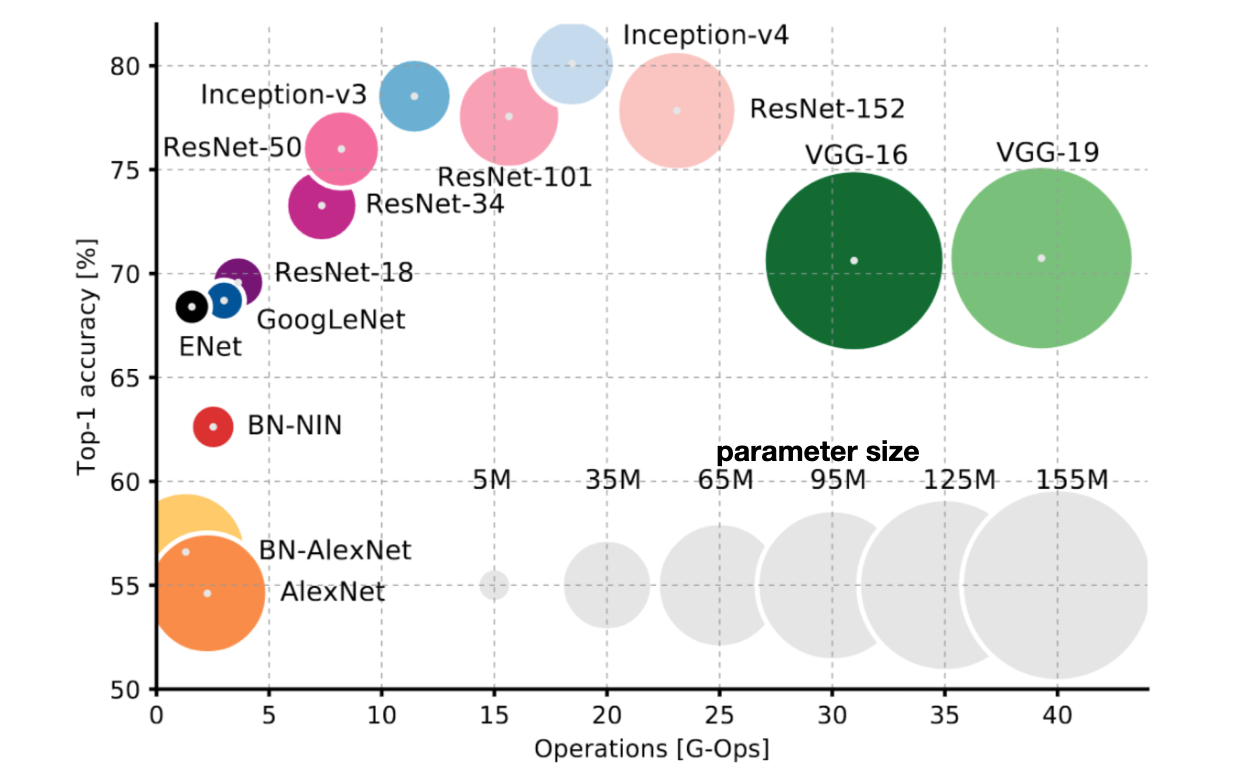 Inception-v4
80
Inception-v3
ResNet-152
ResNet-50
VGG-16
VGG-19
75
ResNet-101
ResNet-34
Top-1 accuracy [%]
70
ResNet-18
GoogLeNet
ENet
65
BN-NIN
parameter size
60
5M 35M 65M 95M 125M 155M
BN-AlexNet
55
AlexNet
50
0 5 10 15 20 25 30 35 40
Operations [G-Ops]